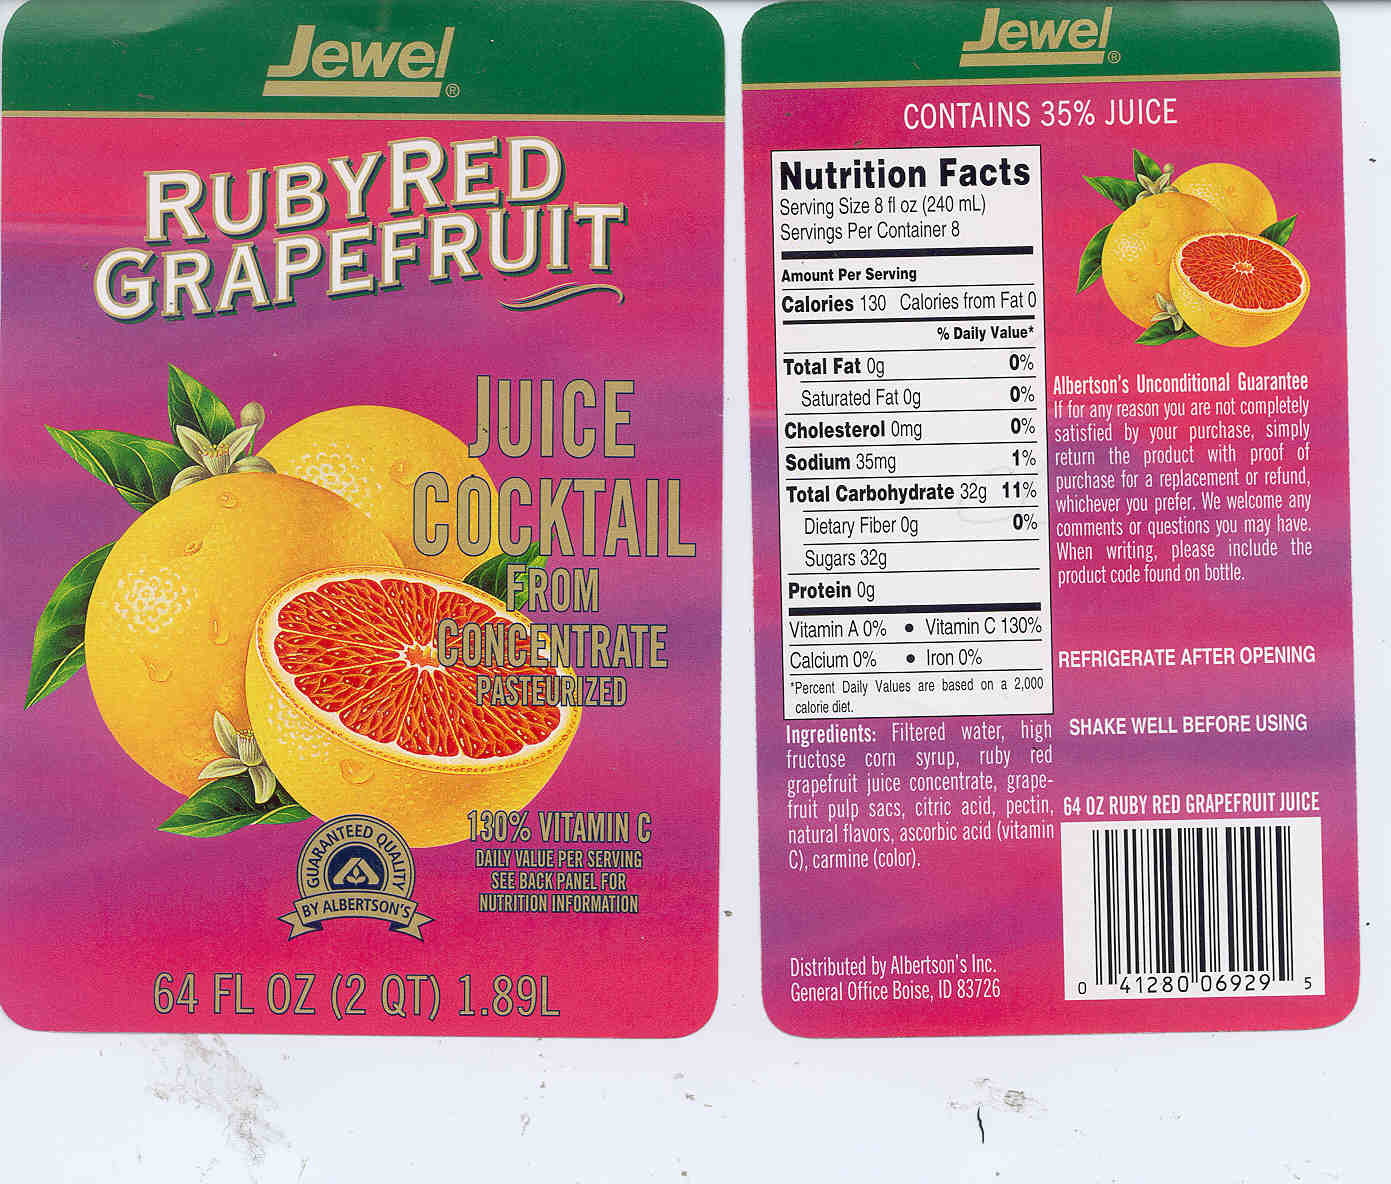 Jewel®
RUBY RED
GRAPEFRUIT
JUICE
COCKTAIL
FROM
CONCENTRATE
PASTEURIZED
130% VITAMIN C
DAILY VALUE PER SERVING
SEE BACK PANEL FOR
NUTRITION INFORMATION
GUARANTEED QUALITY
BY ALBERTSON'S
64 FL OZ (2 QT) 1.89L
Jewel®
CONTAINS 35% JUICE
Nutrition Facts
Serving Size 8 fl oz (240 mL)
Servings Per Container 8
Amount Per Serving
Calories 130 Calories from Fat 0
% Daily Value*
Total Fat 0g 0%
Saturated Fat 0g 0%
Cholesterol 0mg 0%
Sodium 35mg 1%
Total Carbohydrate 32g 11%
Dietary Fiber 0g 0%
Sugars 32g
Protein 0g
Vitamin A 0% • Vitamin C 130%
Calcium 0% • Iron 0%
*Percent Daily Values are based on a 2,000
calorie diet.
Ingredients: Filtered water, high
fructose corn syrup, ruby red
grapefruit juice concentrate, grape-
fruit pulp sacs, citric acid, pectin,
natural flavors, ascorbic acid (vitamin
C), carmine (color).
Distributed by Albertson's Inc.
General Office Boise, ID 83726
Albertson's Unconditional Guarantee
If for any reason you are not completely
satisfied by your purchase, simply
return the product with proof of
purchase for a replacement or refund,
whichever you prefer. We welcome any
comments or questions you may have.
When writing, please include the
product code found on bottle.
REFRIGERATE AFTER OPENING
SHAKE WELL BEFORE USING
64 OZ RUBY RED GRAPEFRUIT JUICE
0 41280 06929 5